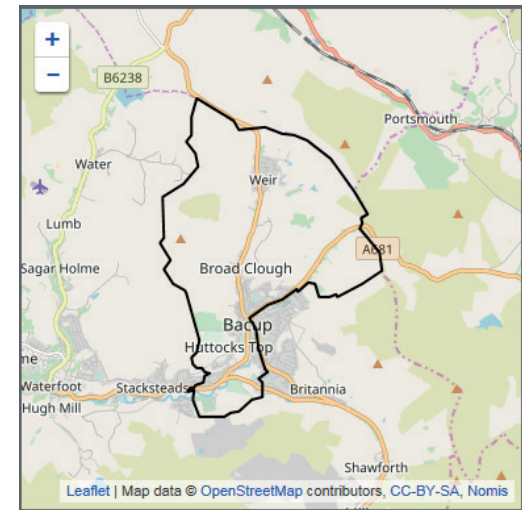 +
−
B6238
Portsmouth
Water
Weir
Lumb
A681
Sagar Holme
Broad Clough
Bacup
Huttocks Top
me
Waterfoot
Stacksteads
Britannia
Hugh Mill
Shawforth
Leaflet | Map data © OpenStreetMap contributors, CC-BY-SA, Nomis